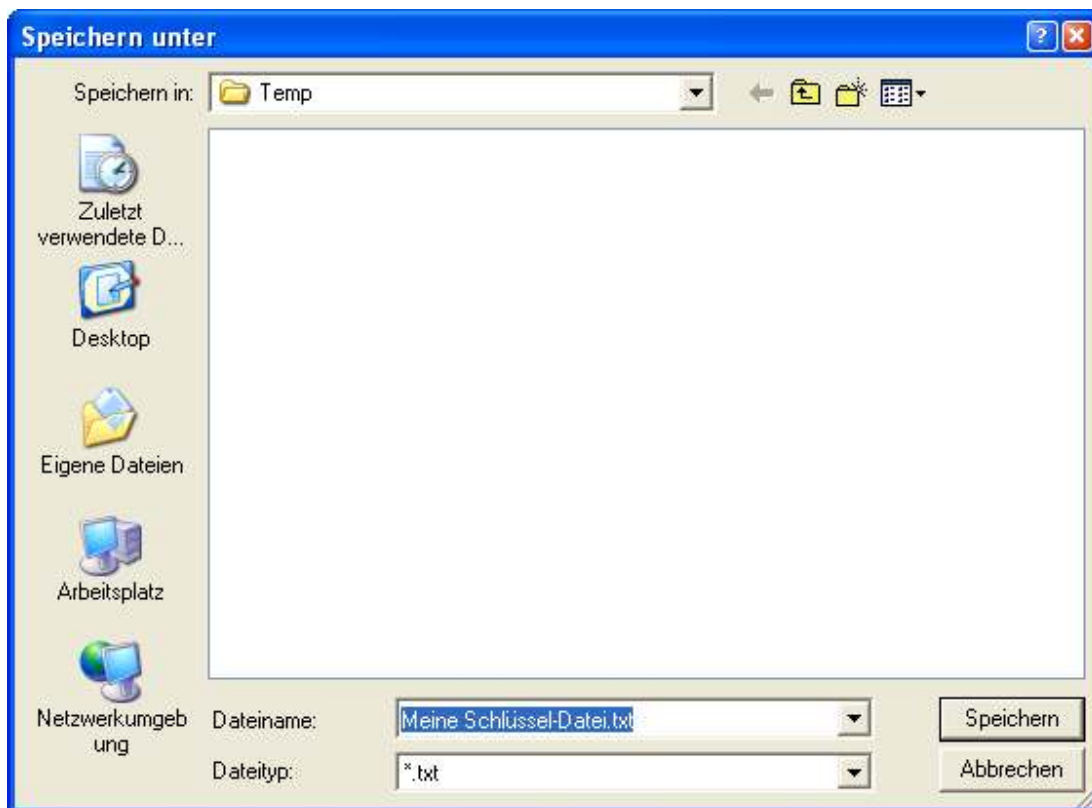 Speichern unter
Speichern in:
Temp
Zuletzt
verwendete D...
Desktop
Eigene Dateien
Arbeitsplatz
Netzwerkumgeb
ung
Dateiname:
Meine Schlüssel-Datei.txt
Speichern
Dateityp:
*.txt
Abbrechen